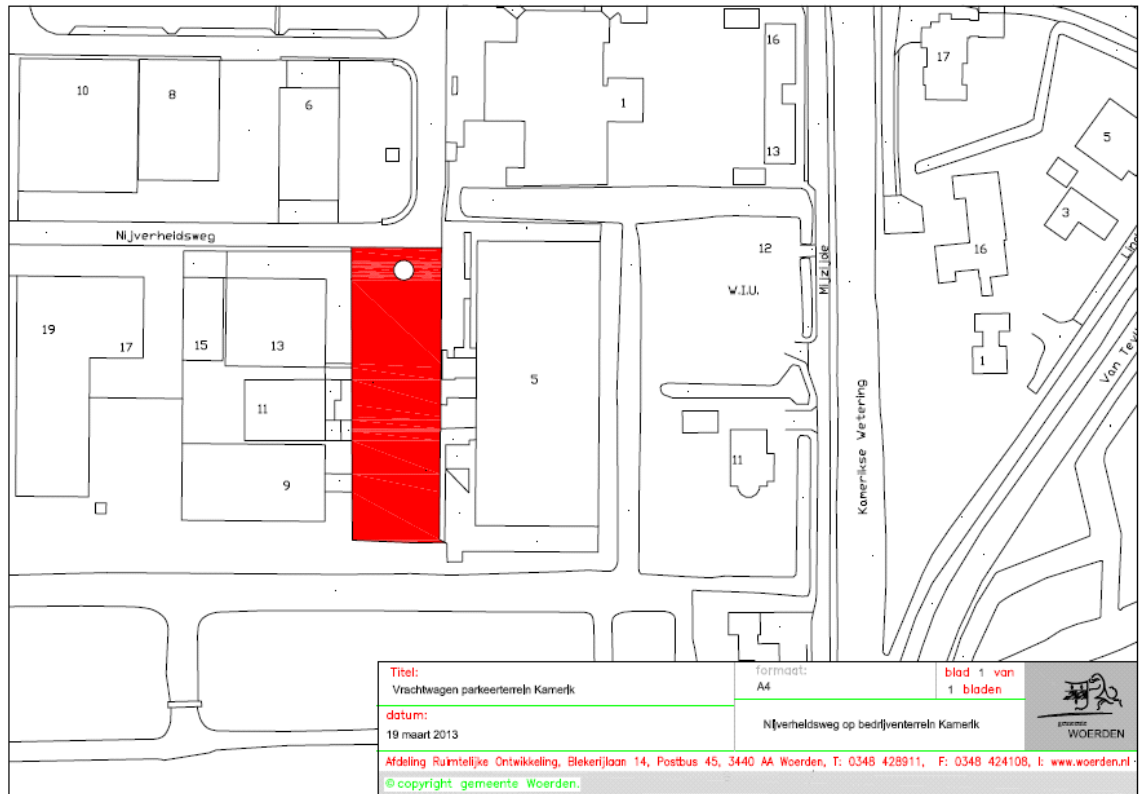 16
17
10
8
6
1
5
13
3
Nijverheidsweg
12
16
Mijzijde
W.I.U.
19
17
15
13
5
1
11
11
9
Kamerikse Wetering
Van Tey
Titel:
Vrachtwagen parkeerterrein Kamerik
formaat:
A4
blad 1 van
1 bladen
datum:
19 maart 2013
Nijverheidsweg op bedrijventerrein Kamerik
gemeente
WOERDEN
Afdeling Ruimtelijke Ontwikkeling, Blekerijlaan 14, Postbus 45, 3440 AA Woerden, T: 0348 428911, F: 0348 424108, I: www.woerden.nl
© copyright gemeente Woerden.